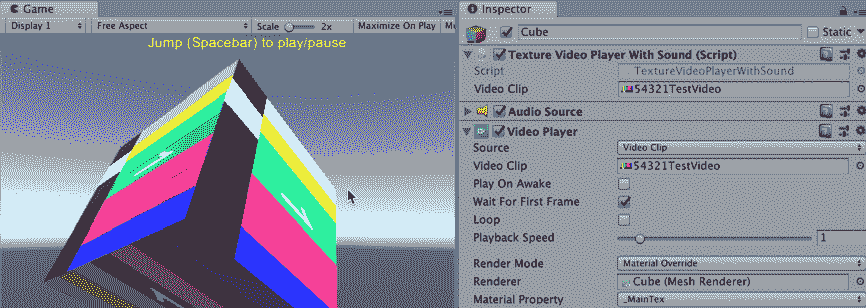 Game
Display 1
Free Aspect
Scale
2x
Maximize On Play
Jump (Spacebar) to play/pause
Inspector
Cube
Static
Texture Video Player With Sound (Script)
Script
TextureVideoPlayerWithSound
Video Clip
54321TestVideo
Audio Source
Video Player
Source
Video Clip
Video Clip
54321TestVideo
Play On Awake
Wait For First Frame
Loop
Playback Speed
1
Render Mode
Material Override
Renderer
Cube (Mesh Renderer)
Material Property
_MainTex